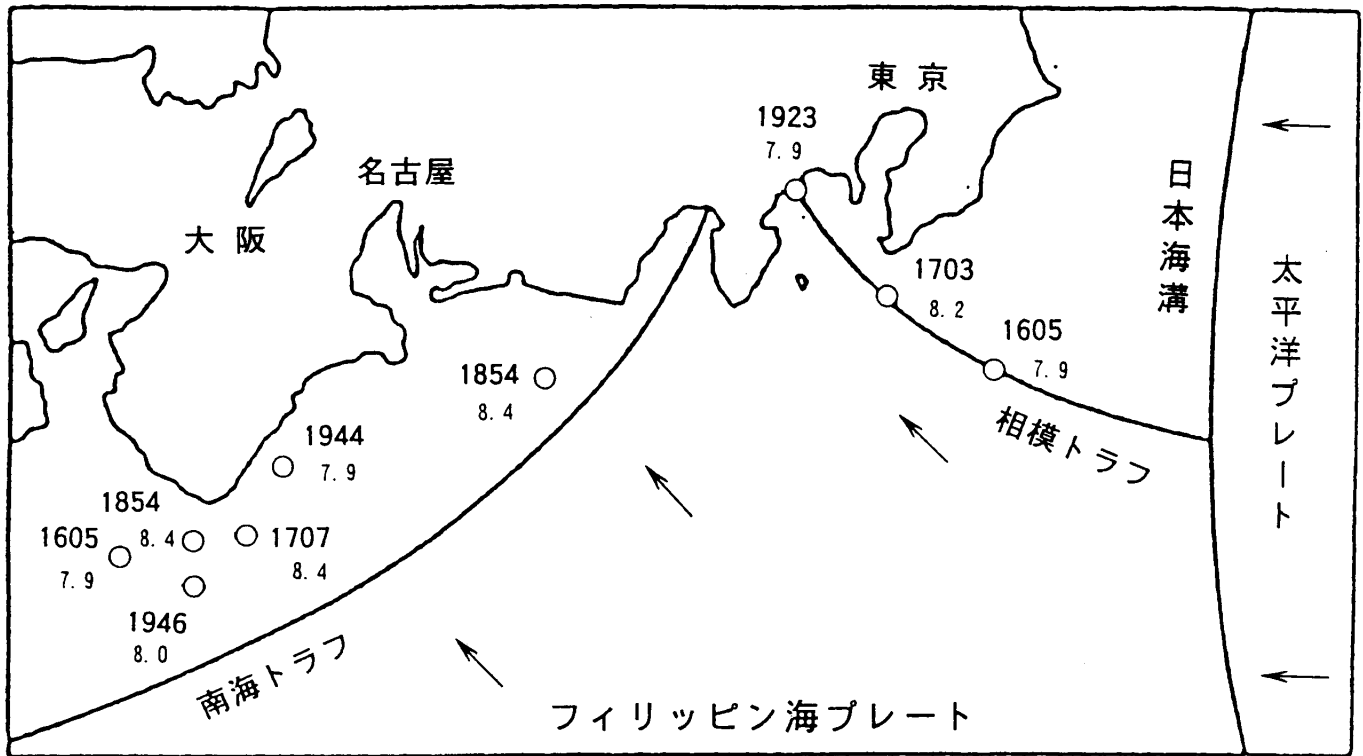 東京
1923
7.9
名古屋
大阪
日本海溝
太平洋プレート
1703
8.2
1605
7.9
相模トラフ
1854
8.4
1944
7.9
1854
8.4
1605
7.9
1707
8.4
1946
8.0
南海トラフ
フィリッピン海プレート